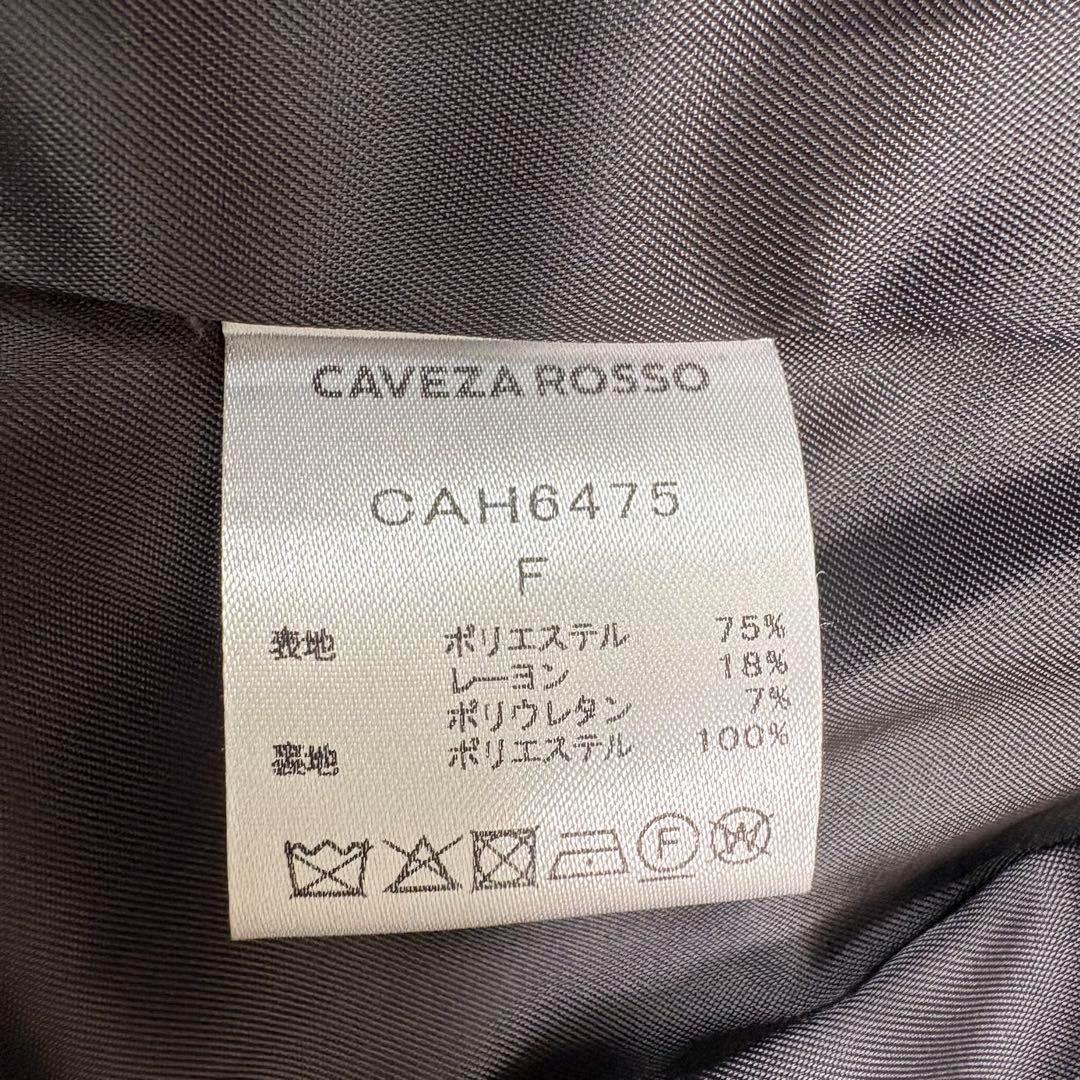 CAVEZA ROSSO
CAH6475
F
表地 ポリエステル 75%
レーヨン 18%
ポリウレタン 7%
裏地 ポリエステル 100%
F W